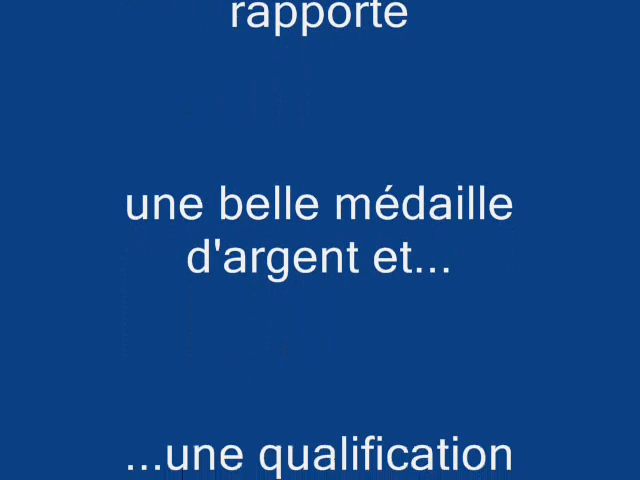 rapporte
une belle médaille
d'argent et...
...une qualification